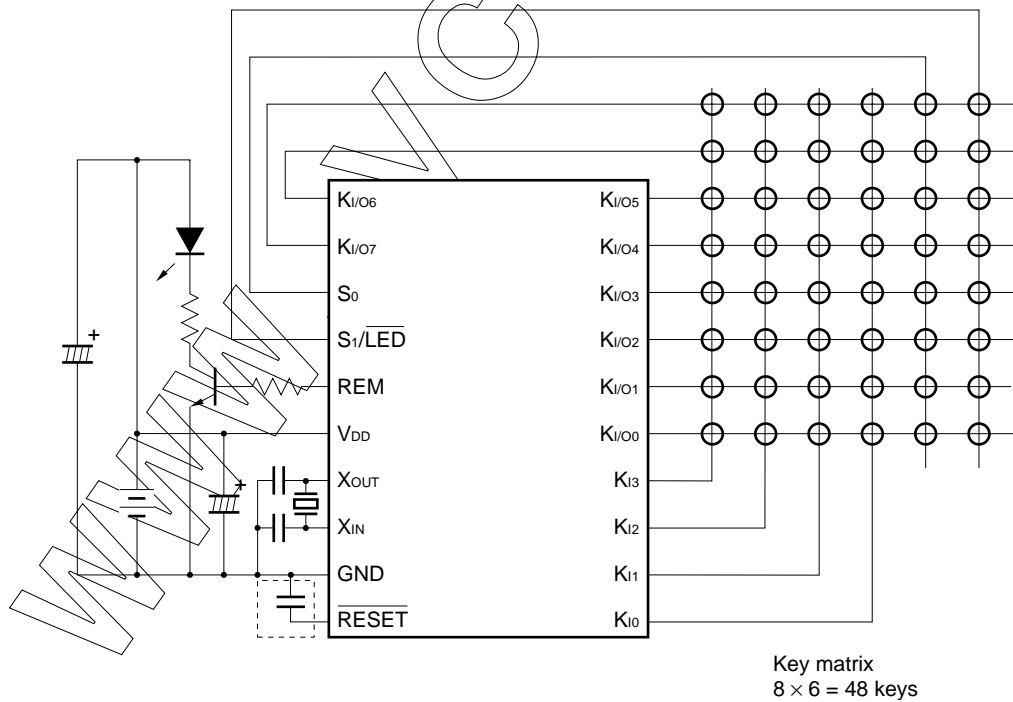 KI/O6
KI/O7
S0
S1/LED
REM
VDD
XOUT
XIN
GND
RESET
KI/O5
KI/O4
KI/O3
KI/O2
KI/O1
KI/O0
KI3
KI2
KI1
KI0
+
+
Key matrix
8 × 6 = 48 keys